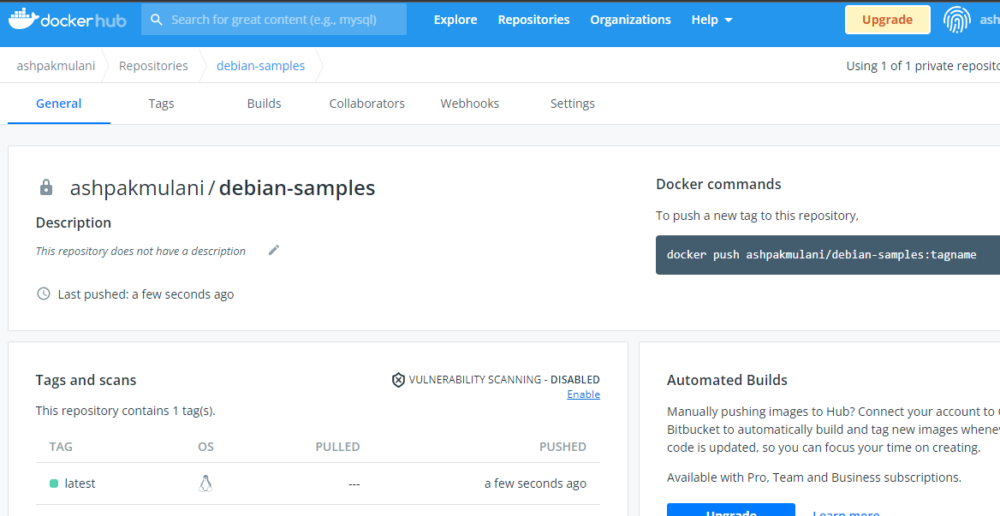 dockerhub Search for great content (e.g., mysql) Explore Repositories Organizations Help Upgrade ash
ashpakmulani Repositories debian-samples Using 1 of 1 private reposito
General Tags Builds Collaborators Webhooks Settings
ashpakmulani / debian-samples
Description
This repository does not have a description
Last pushed: a few seconds ago
Docker commands
To push a new tag to this repository,
docker push ashpakmulani/debian-samples:tagname
Tags and scans
VULNERABILITY SCANNING - DISABLED
Enable
This repository contains 1 tag(s).
TAG OS PULLED PUSHED
latest --- a few seconds ago
Automated Builds
Manually pushing images to Hub? Connect your account to
Bitbucket to automatically build and tag new images wheneve
code is updated, so you can focus your time on creating.
Available with Pro, Team and Business subscriptions.
Upgrade Learn more